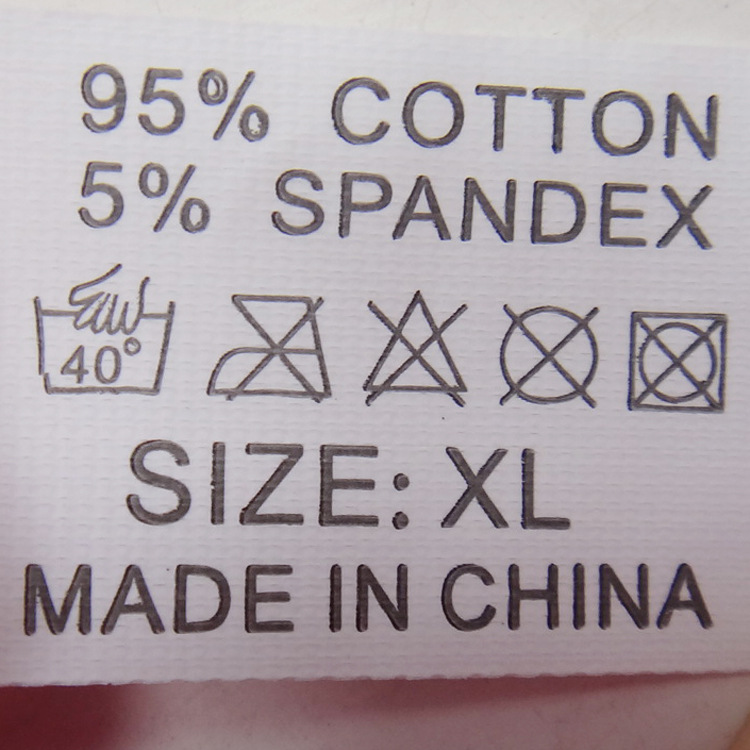 95% COTTON
5% SPANDEX
40°
SIZE: XL
MADE IN CHINA